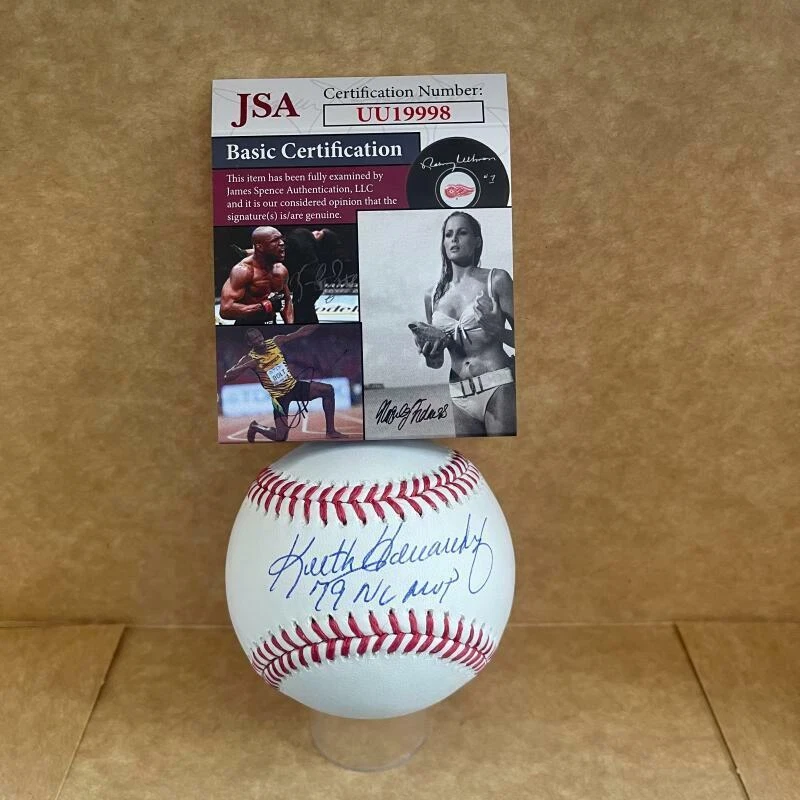 JSA
Certification Number:
UU19998
Basic Certification
This item has been fully examined by
James Spence Authentication, LLC
and it is our considered opinion that the
signature(s) is/are genuine.
BOLT
Keith Hernandez
'79 NL MVP